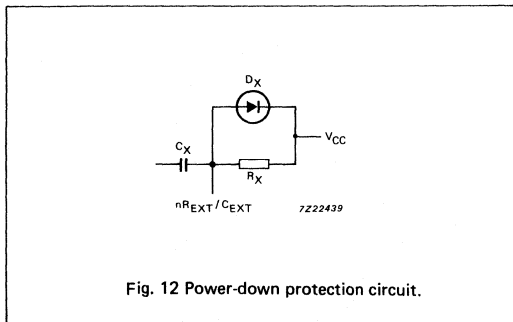 DX
VCC
CX
RX
nREXT/CEXT
7Z22439
Fig. 12 Power-down protection circuit.